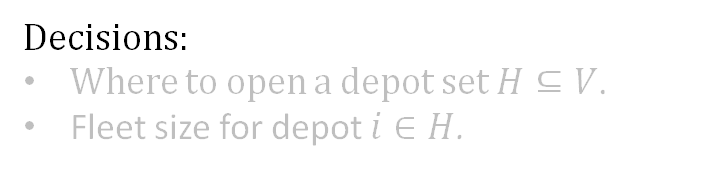 Decisions:
• Where to open a depot set H ⊆ V.
• Fleet size for depot i ∈ H.